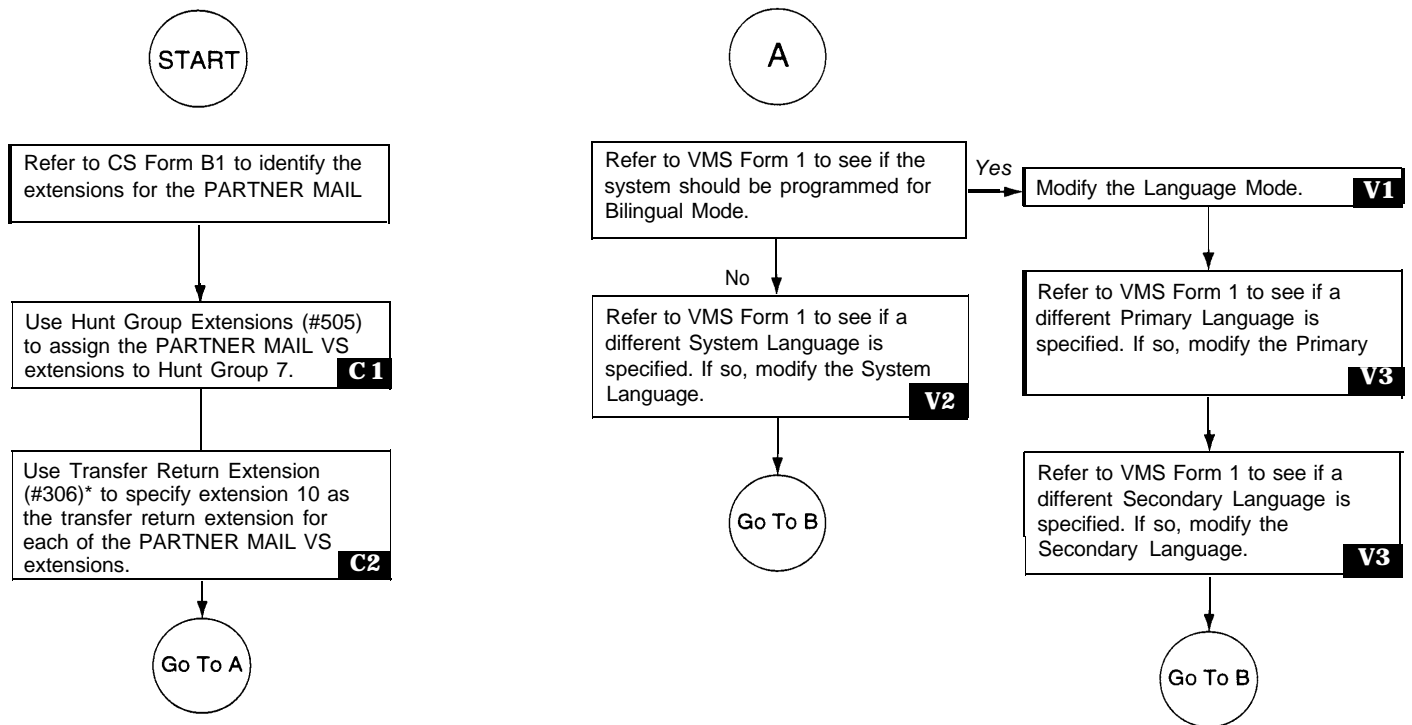 START
Refer to CS Form B1 to identify the
extensions for the PARTNER MAIL
Use Hunt Group Extensions (#505)
to assign the PARTNER MAIL VS
extensions to Hunt Group 7.
C1
Use Transfer Return Extension
(#306)* to specify extension 10 as
the transfer return extension for
each of the PARTNER MAIL VS
extensions.
C2
Go To A
A
Refer to VMS Form 1 to see if the
system should be programmed for
Bilingual Mode.
Yes
Modify the Language Mode.
V1
No
Refer to VMS Form 1 to see if a
different System Language is
specified. If so, modify the System
Language.
V2
Go To B
Refer to VMS Form 1 to see if a
different Primary Language is
specified. If so, modify the Primary
V3
Refer to VMS Form 1 to see if a
different Secondary Language is
specified. If so, modify the
Secondary Language.
V3
Go To B